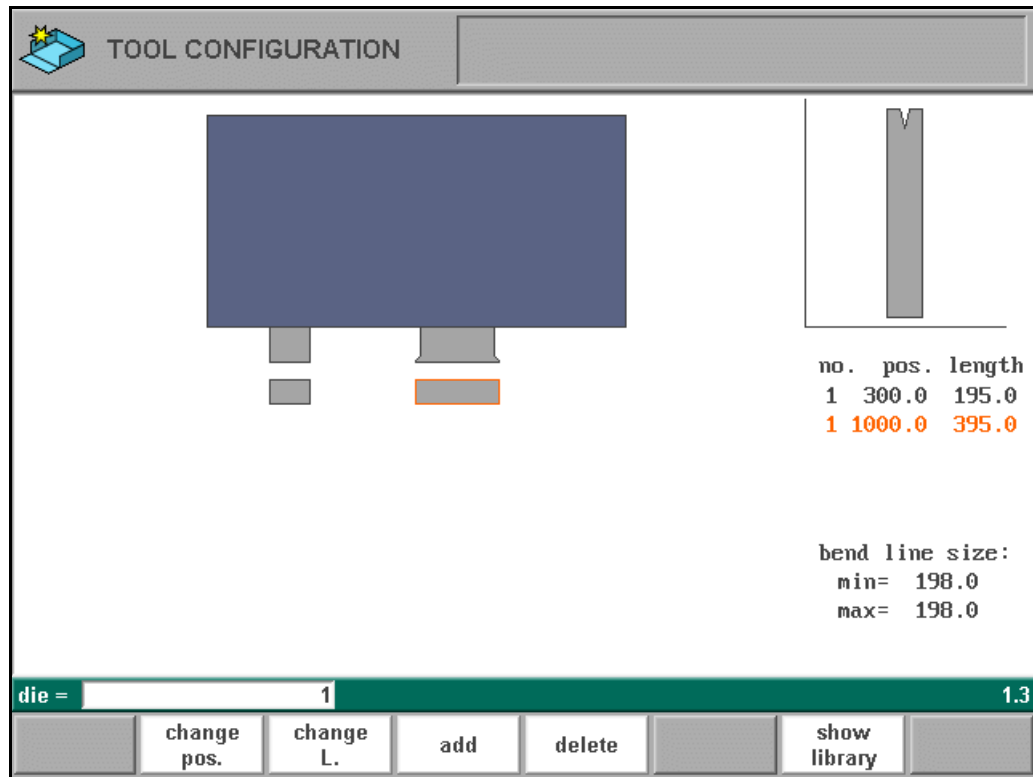 TOOL CONFIGURATION
no. pos. length
1 300.0 195.0
1 1000.0 395.0
bend line size:
min= 198.0
max= 198.0
die = 1 1.3
change pos.
change L.
add
delete
show library